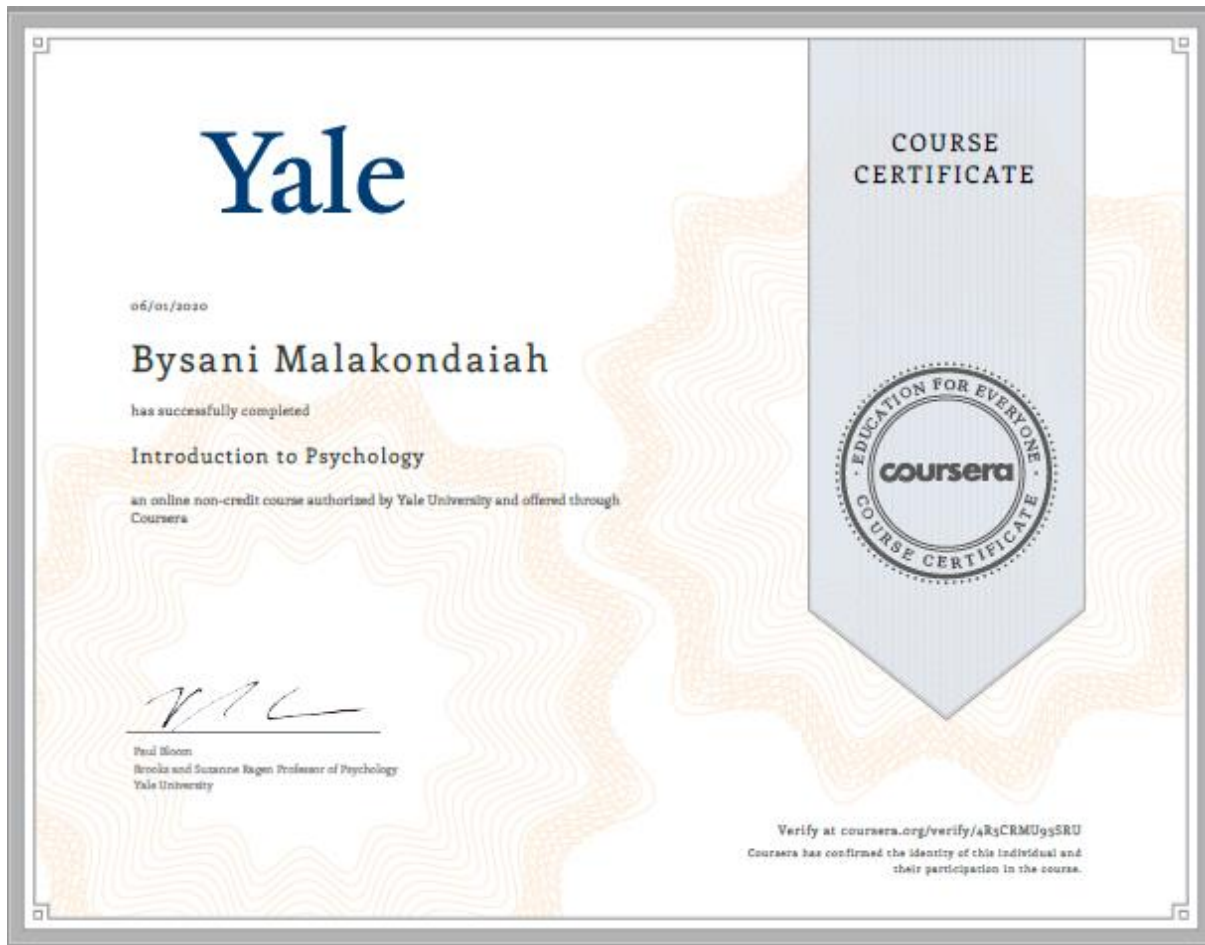 Yale
COURSE
CERTIFICATE
06/01/2020
Bysani Malakondaiah
has successfully completed
Introduction to Psychology
an online non-credit course authorized by Yale University and offered through
Coursera
EDUCATION FOR EVERYONE
coursera
COURSE CERTIFICATE
Paul Bloom
Brooks and Suzanne Ragen Professor of Psychology
Yale University
Verify at coursera.org/verify/4R5CRMU95SRU
Coursera has confirmed the identity of this individual and
their participation in the course.